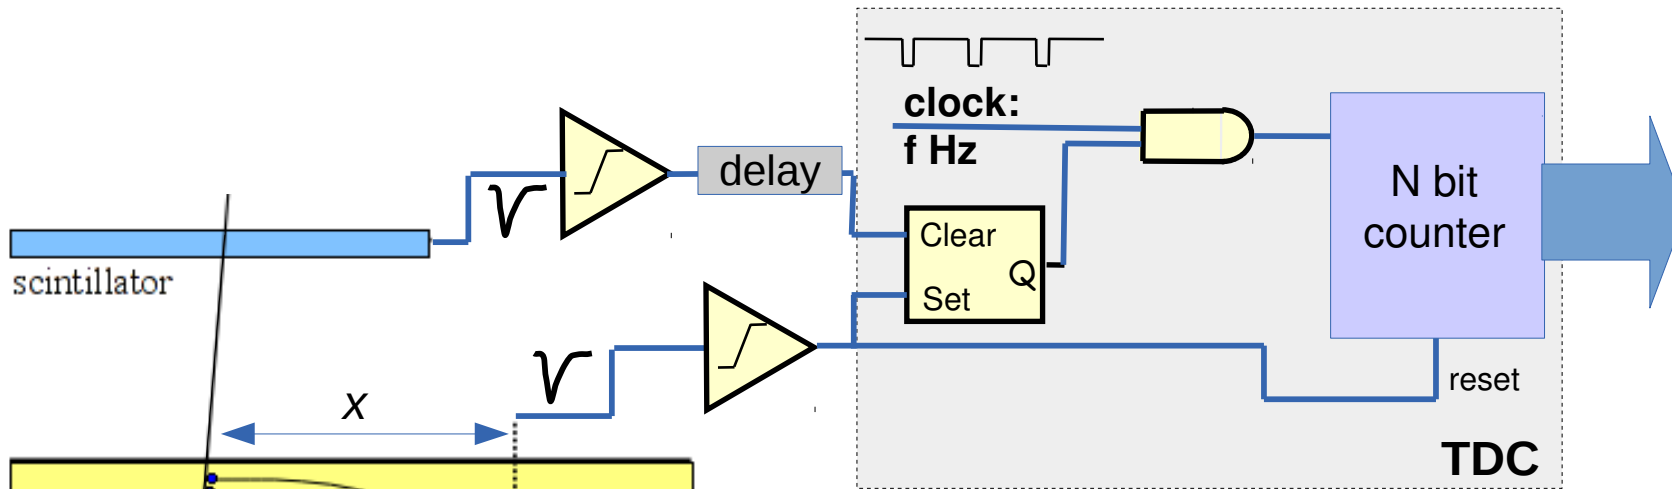 clock:
f Hz
delay
N bit
counter
Clear
Q
Set
scintillator
x
reset
TDC